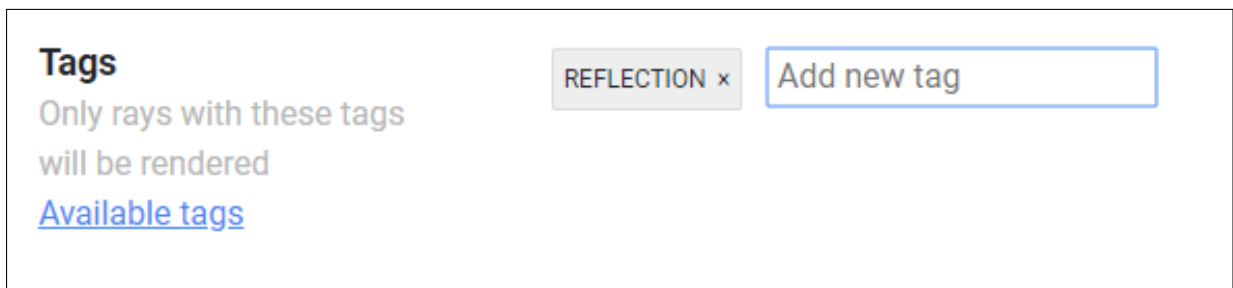 Tags
Only rays with these tags
will be rendered
Available tags
REFLECTION ×
Add new tag